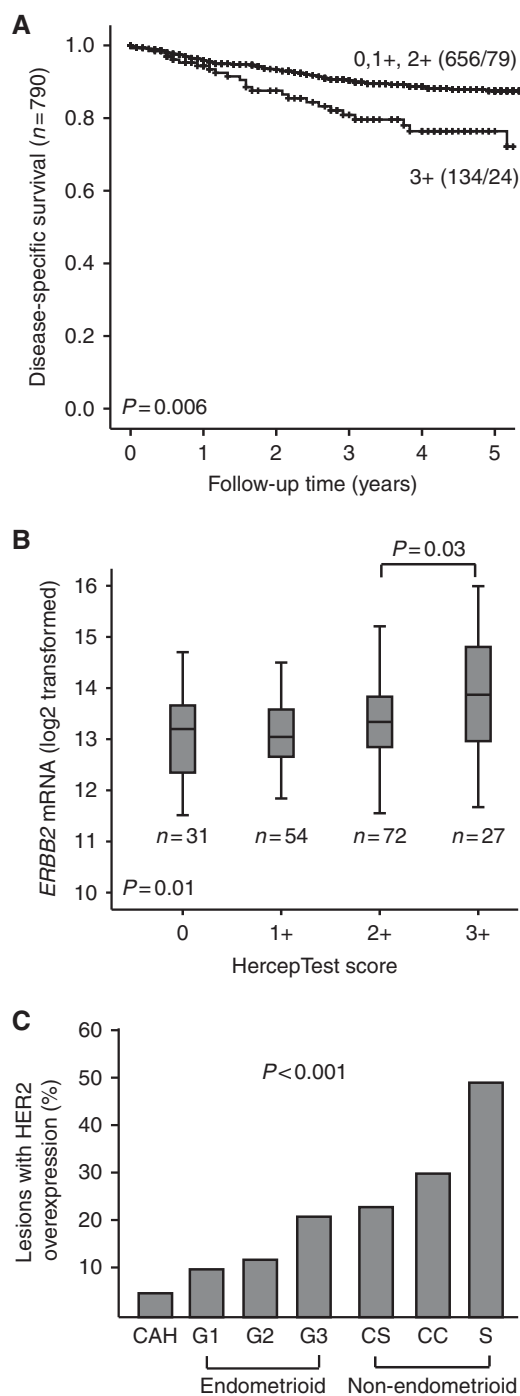 A
Disease-specific survival (n=790)
1.0
0.8
0.6
0.4
0.2
0.0
0,1+, 2+ (656/79)
3+ (134/24)
P=0.006
0 1 2 3 4 5
Follow-up time (years)
B
ERBB2 mRNA (log2 transformed)
P=0.03
16
15
14
13
12
11
10
n=31 n=54 n=72 n=27
P=0.01
0 1+ 2+ 3+
HercepTest score
C
Lesions with HER2
overexpression (%)
60
50
40
30
20
10
P<0.001
CAH G1 G2 G3 CS CC S
Endometrioid Non-endometrioid